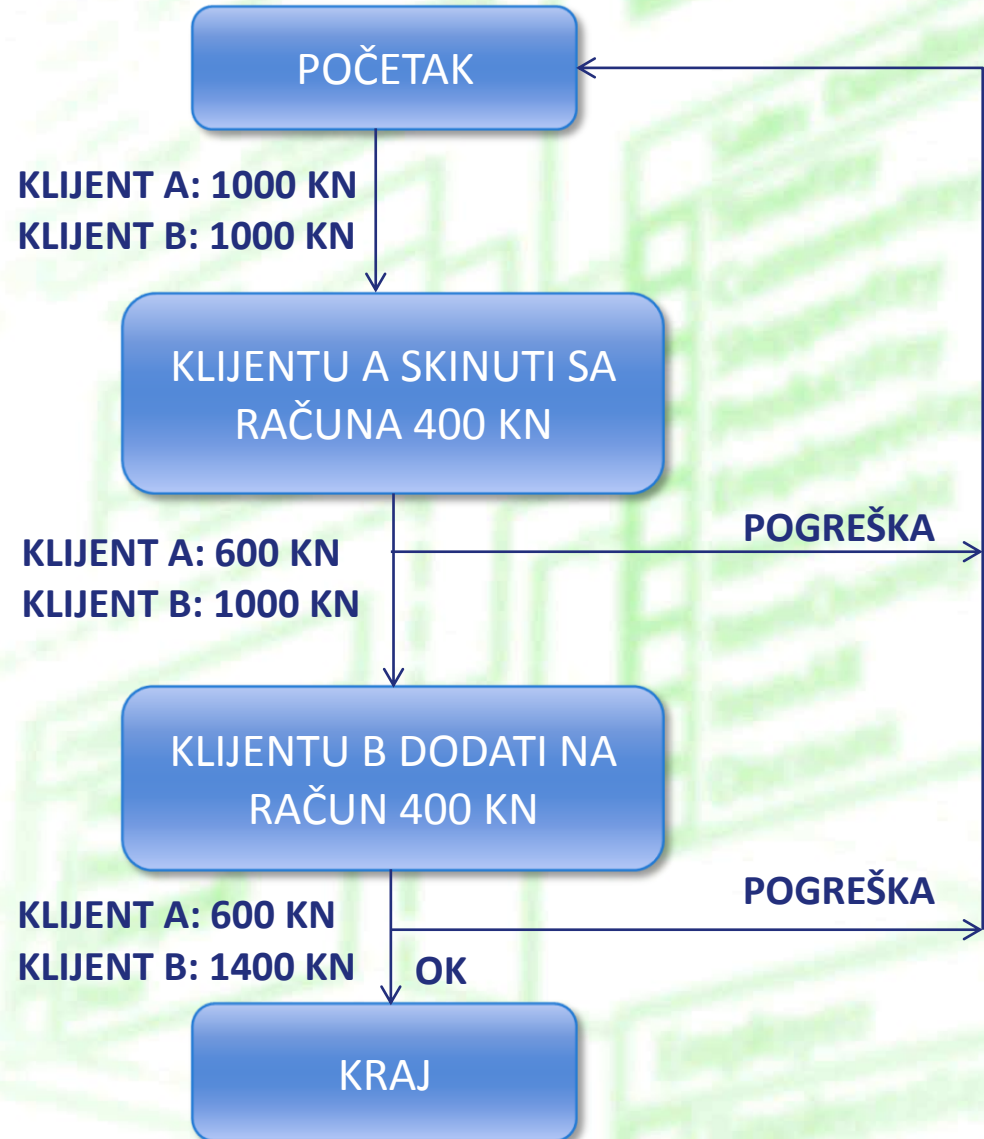 POČETAK
KLIJENT A: 1000 KN
KLIJENT B: 1000 KN
KLIJENTU A SKINUTI SA
RAČUNA 400 KN
POGREŠKA
KLIJENT A: 600 KN
KLIJENT B: 1000 KN
KLIJENTU B DODATI NA
RAČUN 400 KN
POGREŠKA
KLIJENT A: 600 KN
KLIJENT B: 1400 KN
OK
KRAJ